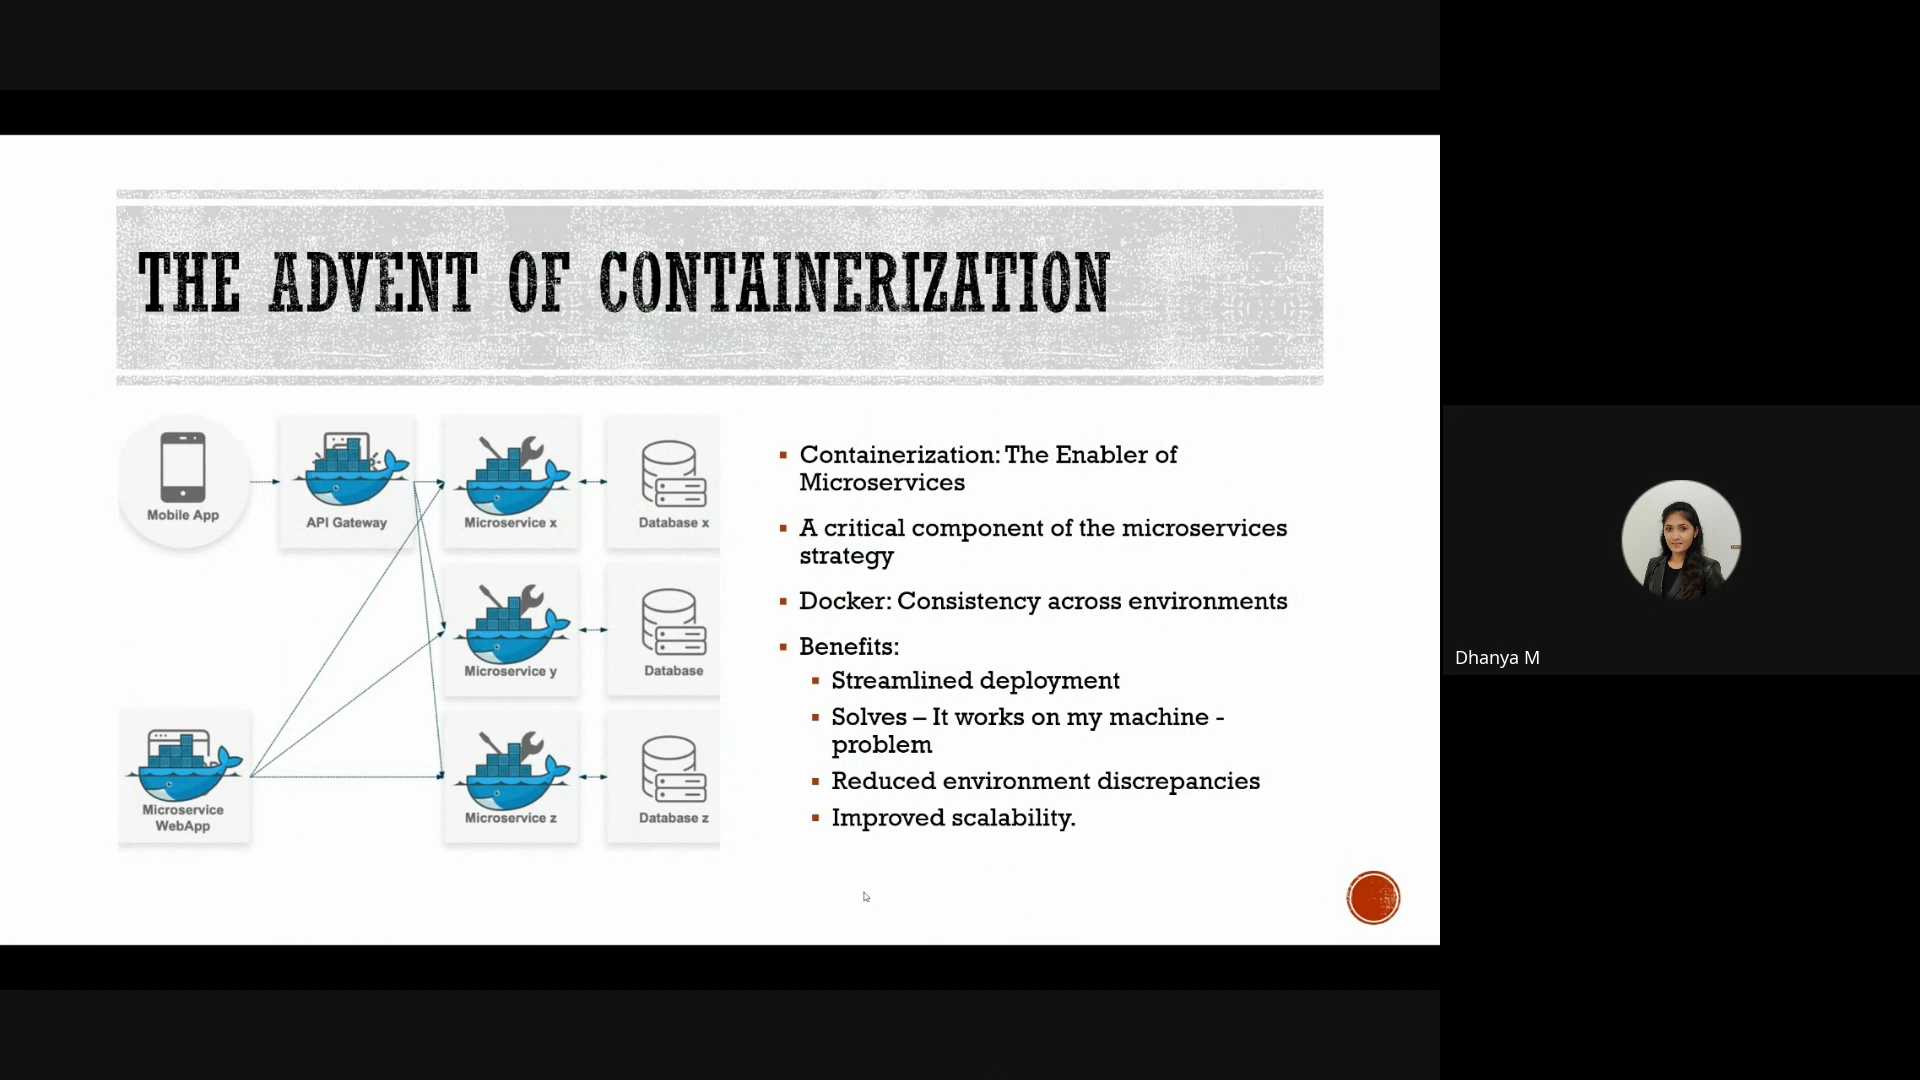 THE ADVENT OF CONTAINERIZATION
Mobile App
API Gateway
Microservice x
Database x
Microservice y
Database
Microservice
WebApp
Microservice z
Database z
Containerization: The Enabler of
Microservices
A critical component of the microservices
strategy
Docker: Consistency across environments
Benefits:
Streamlined deployment
Solves – It works on my machine -
problem
Reduced environment discrepancies
Improved scalability.
Dhanya M